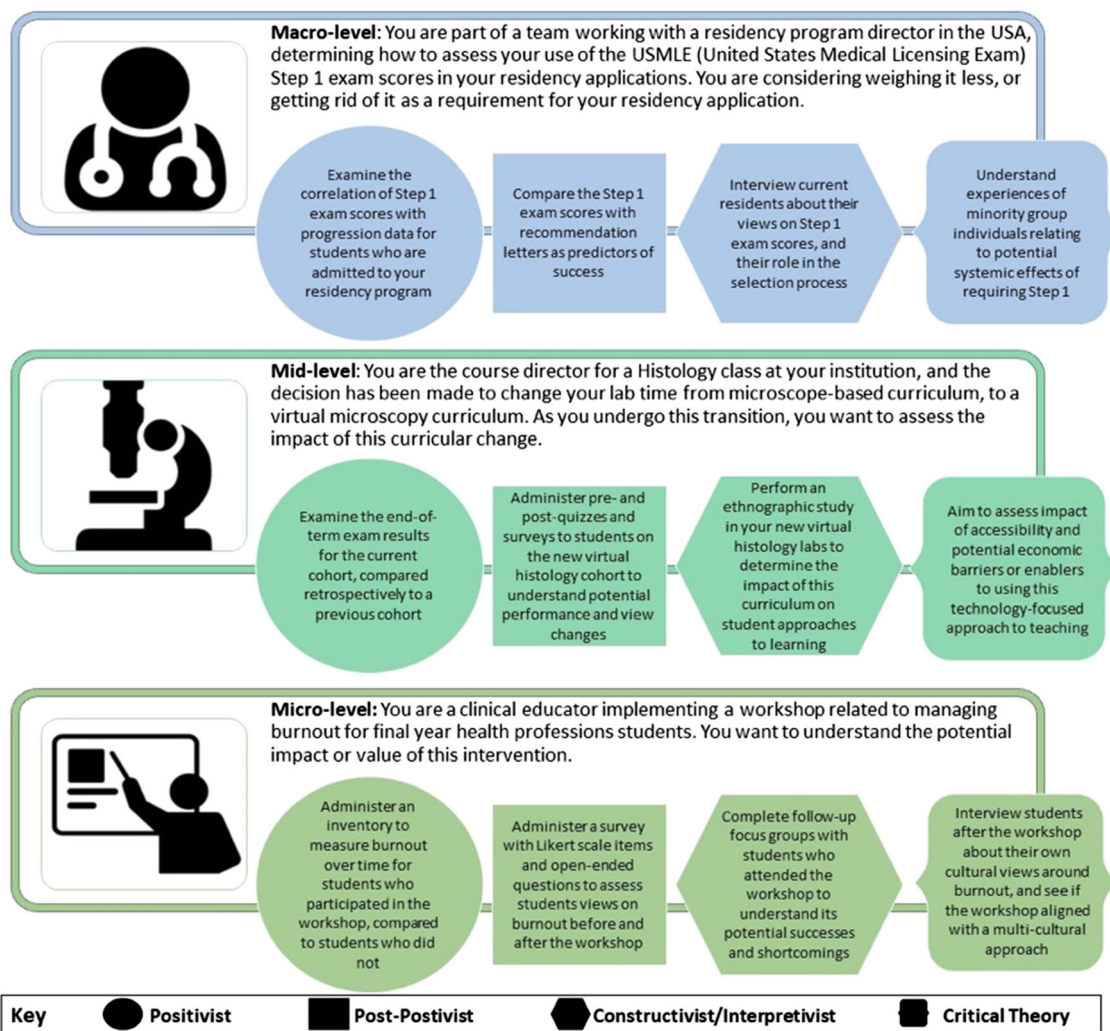 Macro-level: You are part of a team working with a residency program director in the USA,
determining how to assess your use of the USMLE (United States Medical Licensing Exam)
Step 1 exam scores in your residency applications. You are considering weighing it less, or
getting rid of it as a requirement for your residency application.
Examine the
correlation of Step 1
exam scores with
progression data for
students who are
admitted to your
residency program
Compare the Step 1
exam scores with
recommendation
letters as predictors of
success
Interview current
residents about their
views on Step 1
exam scores, and
their role in the
selection process
Understand
experiences of
minority group
individuals relating
to potential
systemic effects of
requiring Step 1
Mid-level: You are the course director for a Histology class at your institution, and the
decision has been made to change your lab time from microscope-based curriculum, to a
virtual microscopy curriculum. As you undergo this transition, you want to assess the
impact of this curricular change.
Examine the end-of-
term exam results
for the current
cohort, compared
retrospectively to a
previous cohort
Administer pre- and
post-quizzes and
surveys to students on
the new virtual
histology cohort to
understand potential
performance and view
changes
Perform an
ethnographic study
in your new virtual
histology labs to
determine the
impact of this
curriculum on
student approaches
to learning
Aim to assess impact
of accessibility and
potential economic
barriers or enablers
to using this
technology-focused
approach to teaching
Micro-level: You are a clinical educator implementing a workshop related to managing
burnout for final year health professions students. You want to understand the potential
impact or value of this intervention.
Administer an
inventory to
measure burnout
over time for
students who
participated in the
workshop, compared
to students who did
not
Administer a survey
with Likert scale items
and open-ended
questions to assess
students views on
burnout before and
after the workshop
Complete follow-up
focus groups with
students who
attended the
workshop to
understand its
potential successes
and shortcomings
Interview students
after the workshop
about their own
cultural views around
burnout, and see if
the workshop aligned
with a multi-cultural
approach
Key
Positivist
Post-Postivist
Constructivist/Interpretivist
Critical Theory